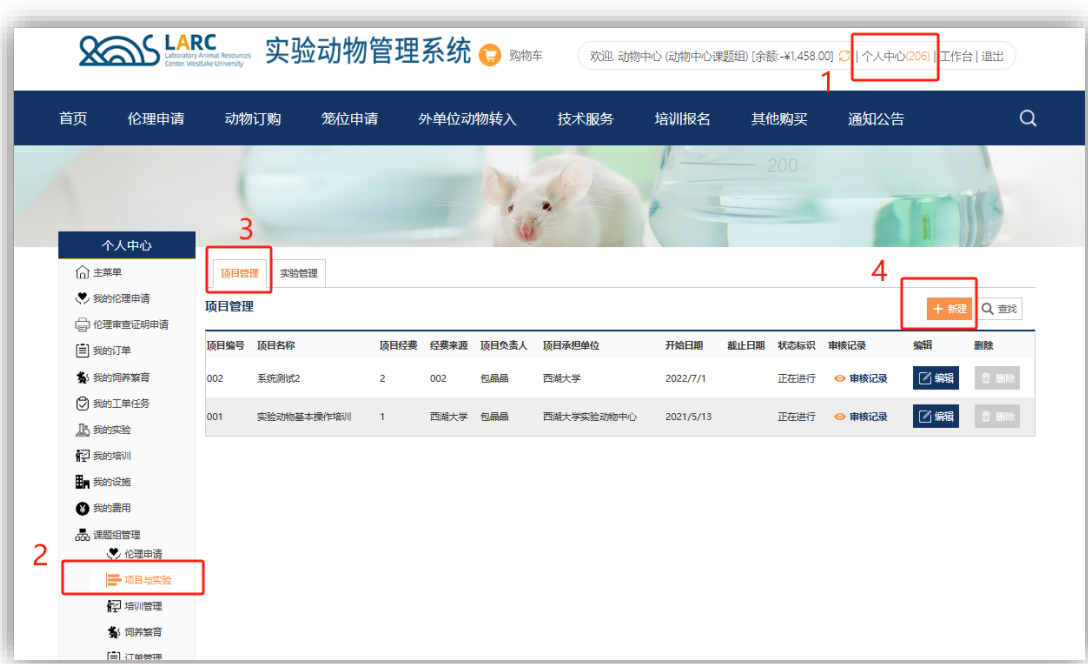 LARC
Laboratory Animal Resources
Center. Westlake University
实验动物管理系统
购物车
欢迎, 动物中心 (动物中心课题组) [余额:-¥1,458.00] | 个人中心(206) | 工作台 | 退出
1
首页 伦理申请 动物订购 笼位申请 外单位动物转入 技术服务 培训报名 其他购买 通知公告
200
个人中心
主菜单
我的伦理申请
伦理审查证明申请
我的订单
我的饲养繁育
我的工单任务
我的实验
我的培训
我的设施
我的费用
课题组管理
伦理申请
2
项目与实验
培训管理
饲养繁育
订单管理
3
项目管理 实验管理
4
项目管理
+ 新建 查找
项目编号 项目名称 项目经费 经费来源 项目负责人 项目承担单位 开始日期 截止日期 状态标识 审核记录 编辑 删除
002 系统测试2 2 002 包晶晶 西湖大学 2022/7/1 正在进行 审核记录 编辑 删除
001 实验动物基本操作培训 1 西湖大学 包晶晶 西湖大学实验动物中心 2021/5/13 正在进行 审核记录 编辑 删除